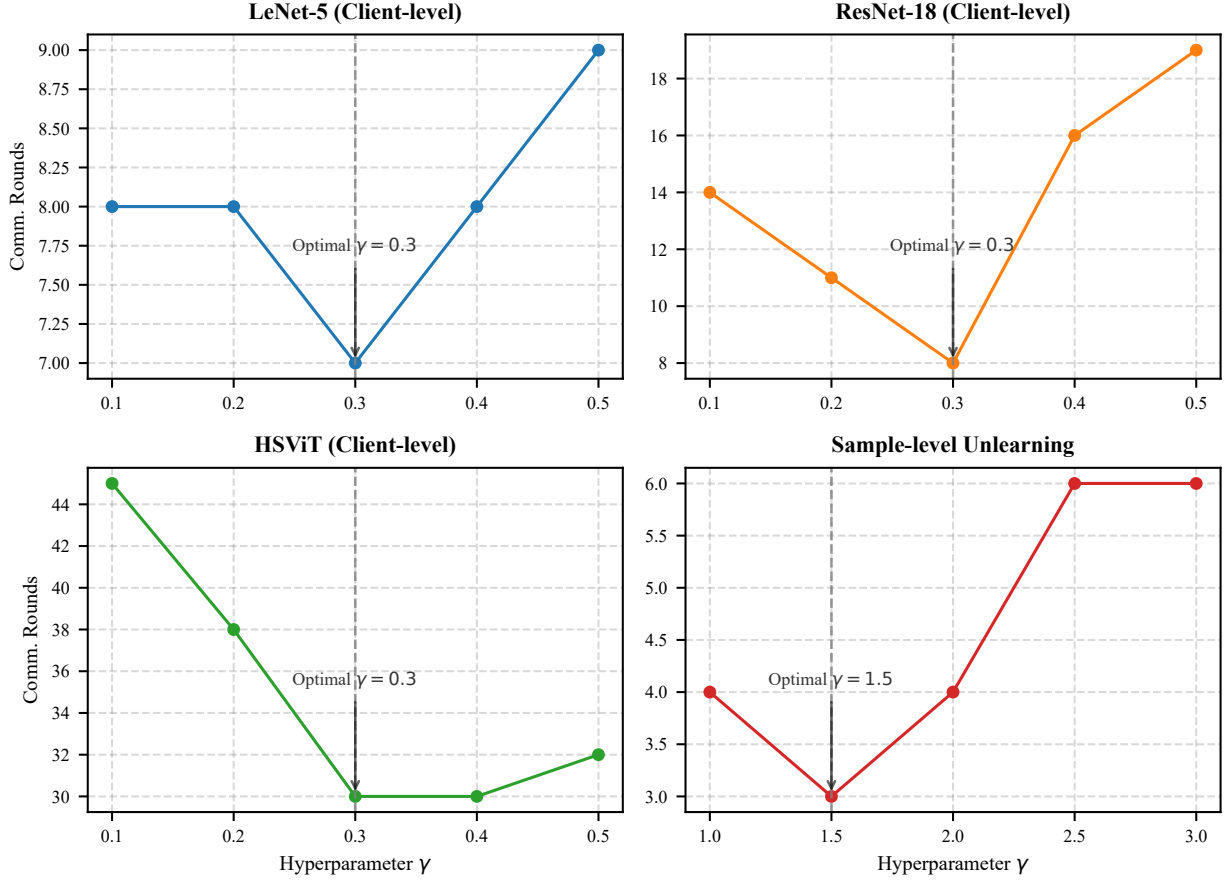 LeNet-5 (Client-level)
Comm. Rounds
9.00
8.75
8.50
8.25
8.00
7.75
7.50
7.25
7.00
Optimal γ = 0.3
0.1 0.2 0.3 0.4 0.5
ResNet-18 (Client-level)
18
16
14
12
10
8
Optimal γ = 0.3
0.1 0.2 0.3 0.4 0.5
HSViT (Client-level)
Comm. Rounds
44
42
40
38
36
34
32
30
Optimal γ = 0.3
0.1 0.2 0.3 0.4 0.5
Hyperparameter γ
Sample-level Unlearning
6.0
5.5
5.0
4.5
4.0
3.5
3.0
Optimal γ = 1.5
1.0 1.5 2.0 2.5 3.0
Hyperparameter γ